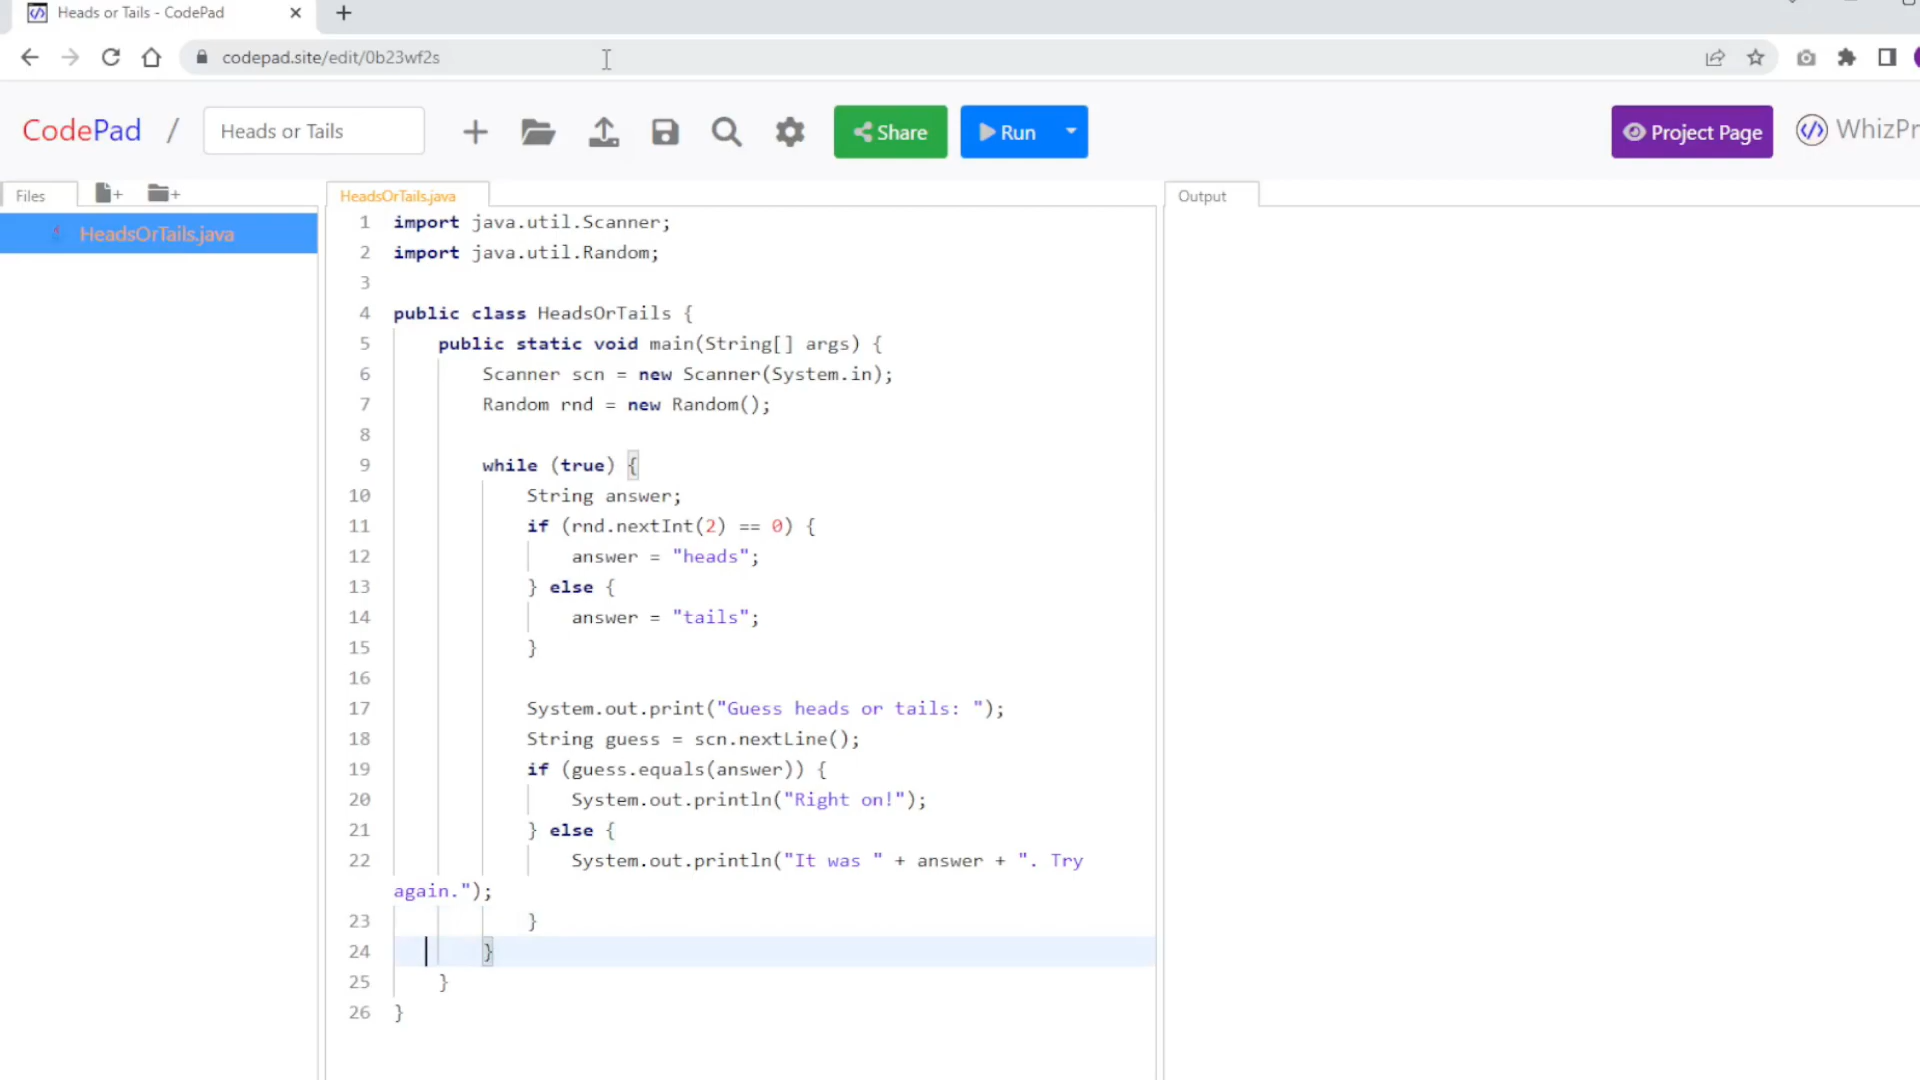 Heads or Tails - CodePad
codepad.site/edit/0b23wf2s
CodePad / Heads or Tails Share Run Project Page WhizPr
Files HeadsOrTails.java Output
HeadsOrTails.java
1 import java.util.Scanner;
2 import java.util.Random;
3
4 public class HeadsOrTails {
5 public static void main(String[] args) {
6 Scanner scn = new Scanner(System.in);
7 Random rnd = new Random();
8
9 while (true) {
10 String answer;
11 if (rnd.nextInt(2) == 0) {
12 answer = "heads";
13 } else {
14 answer = "tails";
15 }
16
17 System.out.print("Guess heads or tails: ");
18 String guess = scn.nextLine();
19 if (guess.equals(answer)) {
20 System.out.println("Right on!");
21 } else {
22 System.out.println("It was " + answer + ". Try
again.");
23 }
24 }
25 }
26 }